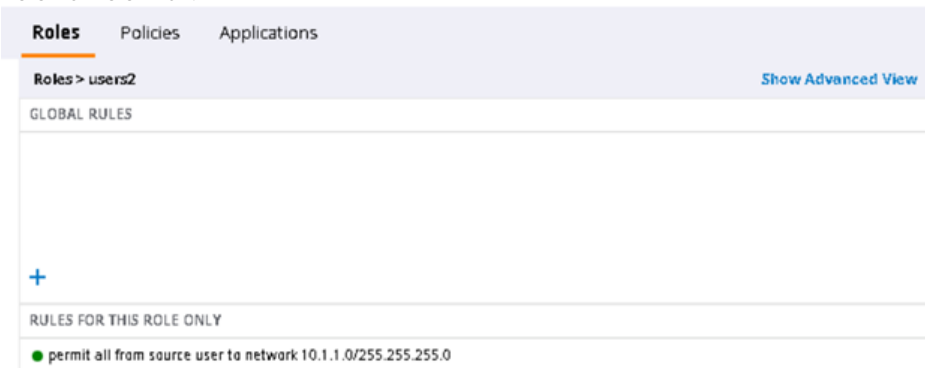 Roles Policies Applications
Roles > users2 Show Advanced View
GLOBAL RULES
+
RULES FOR THIS ROLE ONLY
permit all from source user to network 10.1.1.0/255.255.255.0